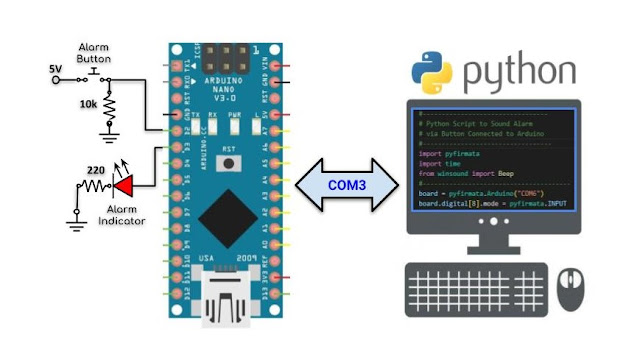 Alarm
Button
5V
10k
220
Alarm
Indicator
ICSP
1
TX1
RX0
RST
GND
D2
D3
D4
D5
D6
D7
D8
D9
D10
D11
D12
ARDUINO
NANO
V3.0
TX
RX
PWR
L
ARDUINO.CC
RST
USA
2009
VIN
GND
RST
5V
A7
A6
A5
A4
A3
A2
A1
A0
REF
3V3
D13
COM3
python
# Python Script to Sound Alarm
# via Button Connected to Arduino
import pyfirmata
import time
from winsound import Beep
board = pyfirmata.Arduino("COM6")
board.digital[8].mode = pyfirmata.INPUT